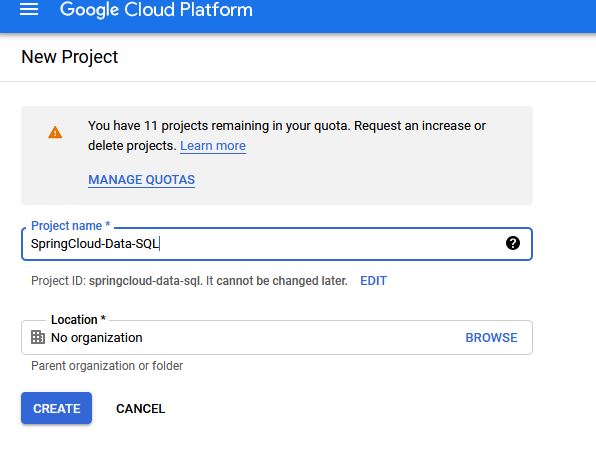 Google Cloud Platform
New Project
You have 11 projects remaining in your quota. Request an increase or
delete projects. Learn more
MANAGE QUOTAS
Project name *
SpringCloud-Data-SQL
Project ID: springcloud-data-sql. It cannot be changed later. EDIT
Location *
No organization BROWSE
Parent organization or folder
CREATE CANCEL